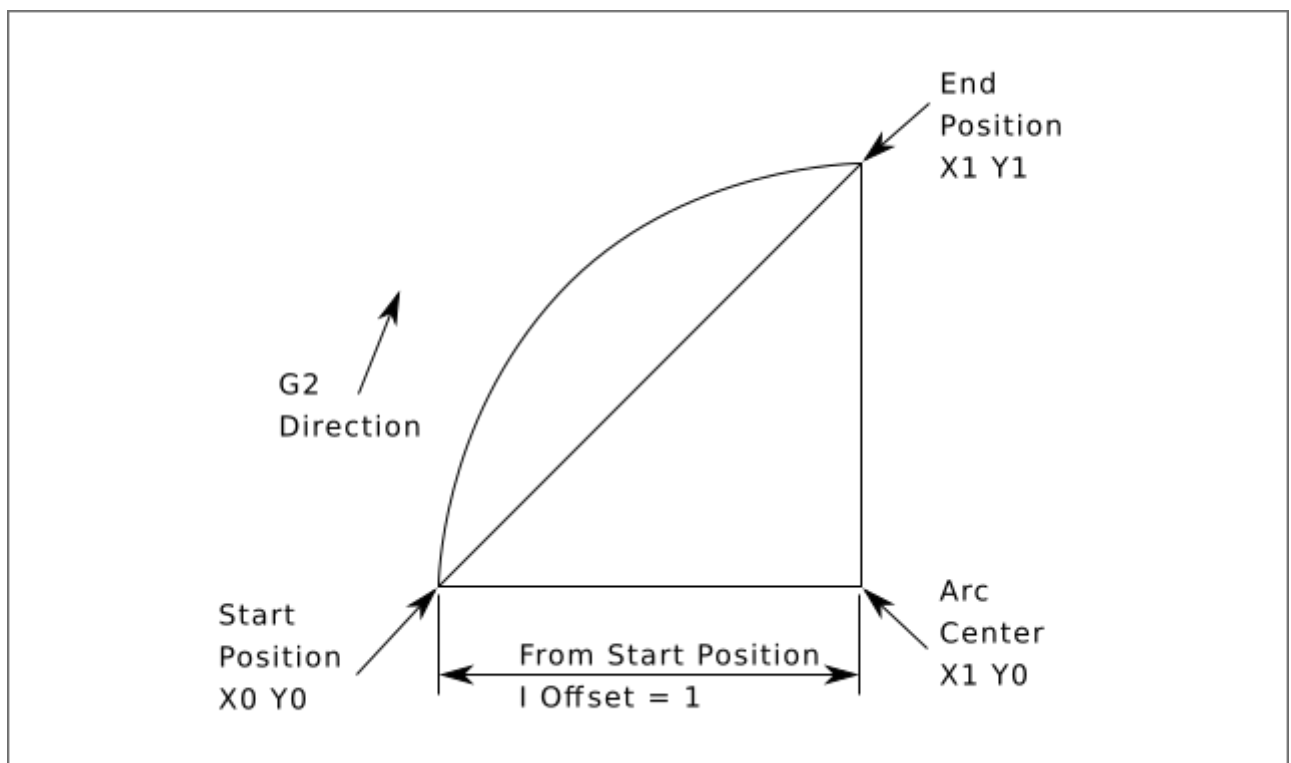 End
Position
X1 Y1
G2
Direction
Start
Position
X0 Y0
From Start Position
I Offset = 1
Arc
Center
X1 Y0